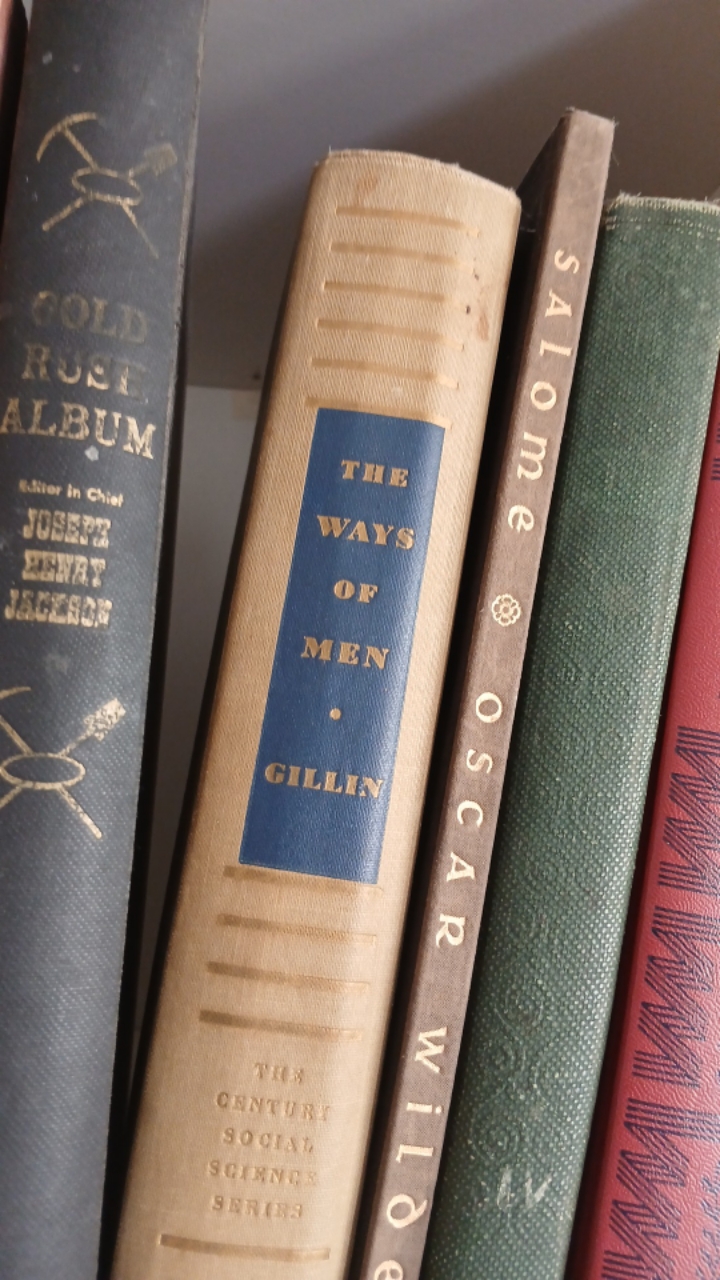 GOLD
RUSH
ALBUM
Editor in Chief
JOSEPH
HENRY
JACKSON
THE
WAYS
OF
MEN
•
GILLIN
THE
CENTURY
SOCIAL
SCIENCE
SERIES
SALOME OSCAR WILDE